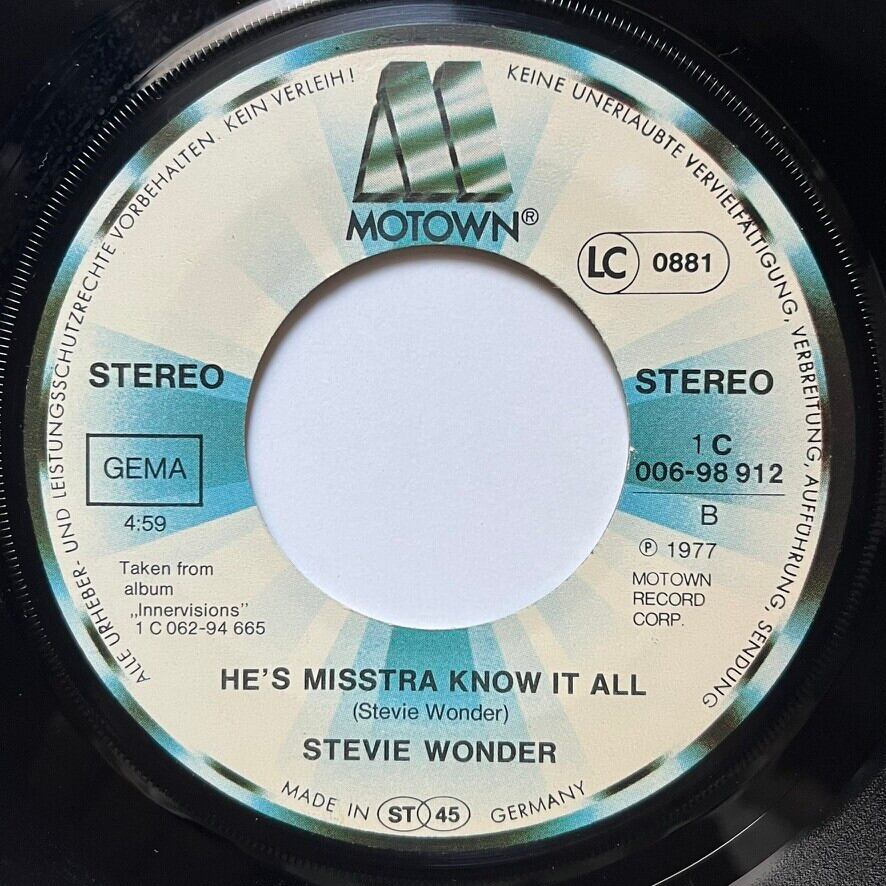 ALLE URHEBER- UND LEISTUNGSSCHUTZRECHTE VORBEHALTEN. KEIN VERLEIH! KEINE UNERLAUBTE VERVIELFÄLTIGUNG, VERBREITUNG, AUFFÜHRUNG, SENDUNG
MOTOWN®
LC 0881
STEREO
GEMA
4:59
Taken from
album
„Innervisions”
1 C 062-94 665
STEREO
1 C
006-98 912
B
℗ 1977
MOTOWN
RECORD
CORP.
HE'S MISSTRA KNOW IT ALL
(Stevie Wonder)
STEVIE WONDER
MADE IN ST 45 GERMANY